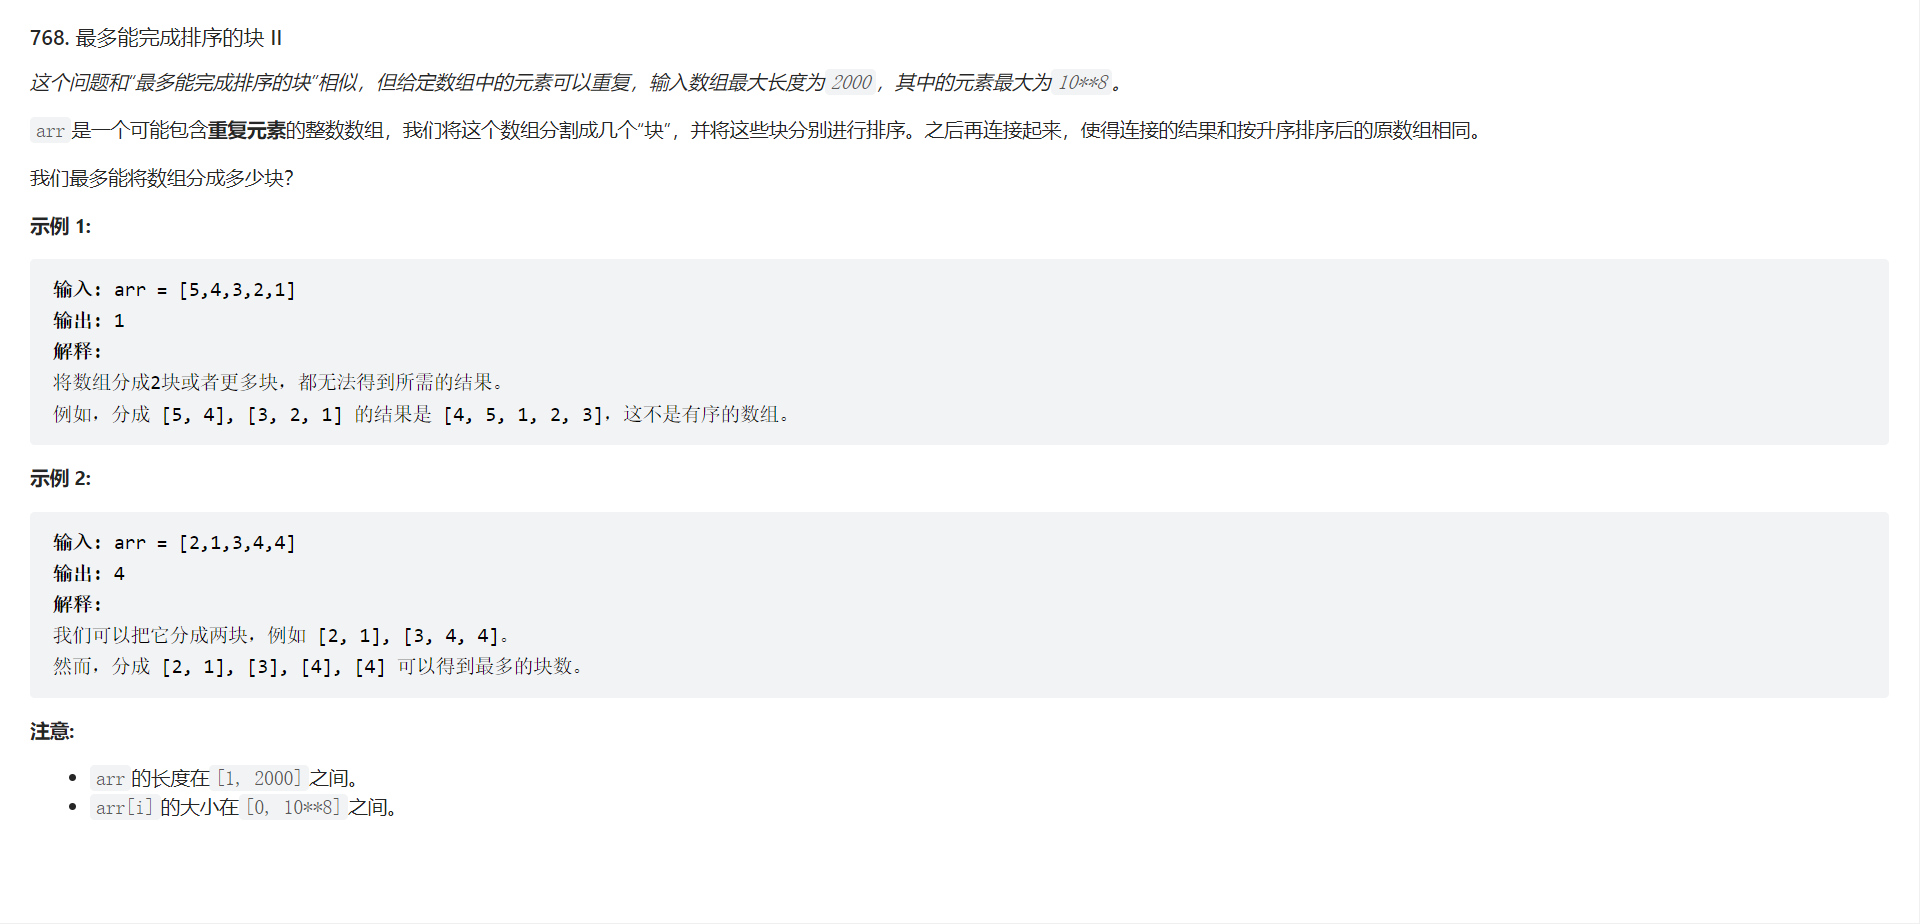 768. 最多能完成排序的块 II
这个问题和“最多能完成排序的块”相似，但给定数组中的元素可以重复，输入数组最大长度为 2000 ，其中的元素最大为 10**8 。
arr 是一个可能包含重复元素的整数数组，我们将这个数组分割成几个“块”，并将这些块分别进行排序。之后再连接起来，使得连接的结果和按升序排序后的原数组相同。
我们最多能将数组分成多少块？
示例 1:
输入: arr = [5,4,3,2,1]
输出: 1
解释:
将数组分成2块或者更多块，都无法得到所需的结果。
例如，分成 [5, 4], [3, 2, 1] 的结果是 [4, 5, 1, 2, 3]，这不是有序的数组。
示例 2:
输入: arr = [2,1,3,4,4]
输出: 4
解释:
我们可以把它分成两块，例如 [2, 1], [3, 4, 4]。
然而，分成 [2, 1], [3], [4], [4] 可以得到最多的块数。
注意:
• arr 的长度在 [1, 2000] 之间。
• arr[i] 的大小在 [0, 10**8] 之间。